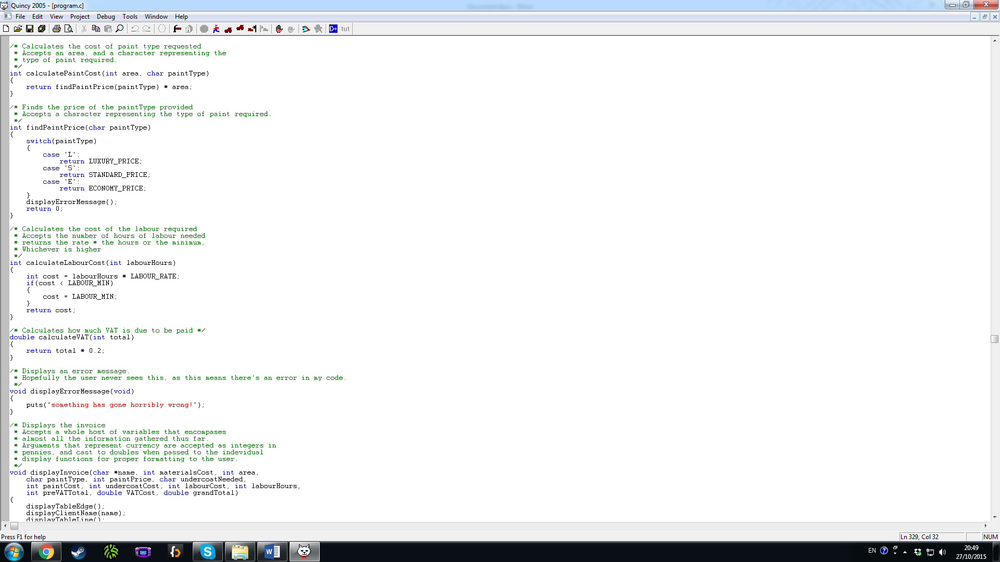 Quincy 2005 - [program.c]
File Edit View Project Debug Tools Window Help
C++ tut
/* Calculates the cost of paint type requested
 * Accepts an area, and a character representing the
 * type of paint required.
 */
int calculatePaintCost(int area, char paintType)
{
    return findPaintPrice(paintType) * area;
}
/* Finds the price of the paintType provided
 * Accepts a character representing the type of paint required.
 */
int findPaintPrice(char paintType)
{
    switch(paintType)
    {
        case 'L':
            return LUXURY_PRICE;
        case 'S':
            return STANDARD_PRICE;
        case 'E':
            return ECONOMY_PRICE;
    }
    displayErrorMessage();
    return 0;
}
/* Calculates the cost of the labour required
 * Accepts the number of hours of labour needed
 * returns the rate * the hours or the minimum,
 * Whichever is higher
 */
int calculateLabourCost(int labourHours)
{
    int cost = labourHours * LABOUR_RATE;
    if(cost < LABOUR_MIN)
    {
        cost = LABOUR_MIN;
    }
    return cost;
}
/* Calculates how much VAT is due to be paid */
double calculateVAT(int total)
{
    return total * 0.2;
}
/* Displays an error message.
 * Hopefully the user never sees this, as this means there's an error in my code.
 */
void displayErrorMessage(void)
{
    puts("something has gone horribly wrong!");
}
/* Displays the invoice
 * Accepts a whole host of variables that encompases
 * almost all the information gathered thus far.
 * Arguments that represent currency are accepted as integers in
 * pennies, and cast to doubles when passed to the indevidual
 * display functions for proper formatting to the user.
 */
void displayInvoice(char *name, int materialsCost, int area,
    char paintType, int paintPrice, char undercoatNeeded,
    int paintCost, int undercoatCost, int labourCost, int labourHours,
    int preVATTotal, double VATCost, double grandTotal)
{
    displayTableEdge();
    displayClientName(name);
    displayTableLine();
Press F1 for help
Ln 329, Col 32
NUM
EN
20:49
27/10/2015